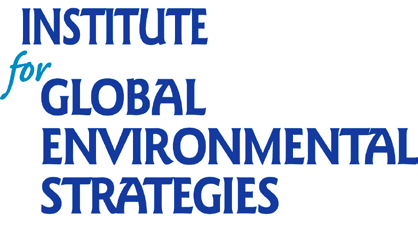 INSTITUTE
for
GLOBAL
ENVIRONMENTAL
STRATEGIES